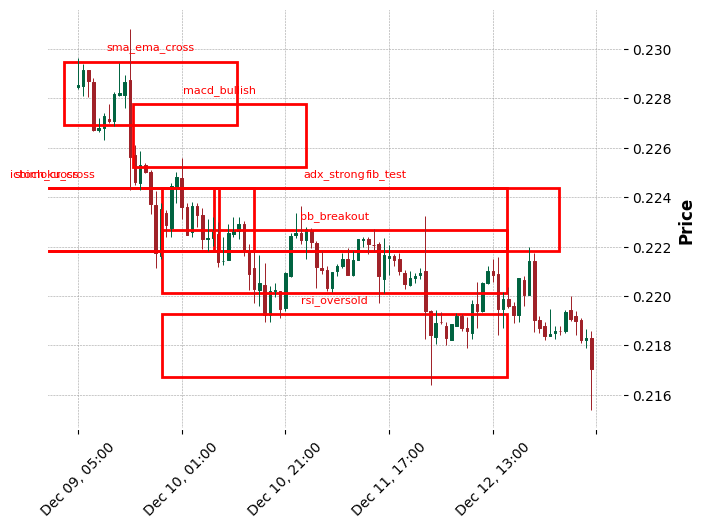 sma_ema_cross
macd_bullish
adx_strong
fib_test
bb_breakout
rsi_oversold
0.230
0.228
0.226
0.224
0.222
0.220
0.218
0.216
Price
Dec 09, 05:00
Dec 10, 01:00
Dec 10, 21:00
Dec 11, 17:00
Dec 12, 13:00